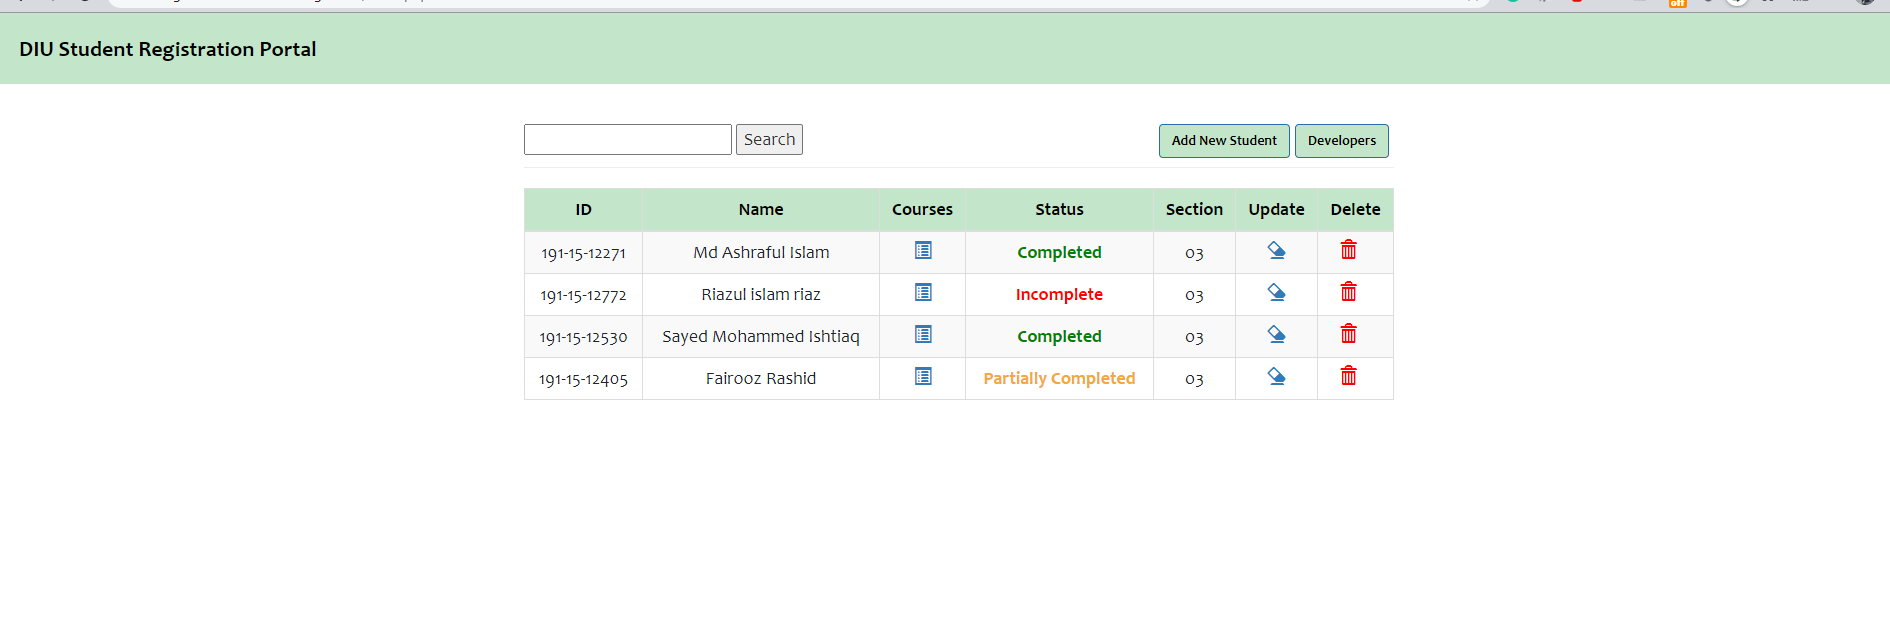 off
DIU Student Registration Portal
Search Add New Student Developers
ID Name Courses Status Section Update Delete
191-15-12271 Md Ashraful Islam Completed 03
191-15-12772 Riazul islam riaz Incomplete 03
191-15-12530 Sayed Mohammed Ishtiaq Completed 03
191-15-12405 Fairooz Rashid Partially Completed 03